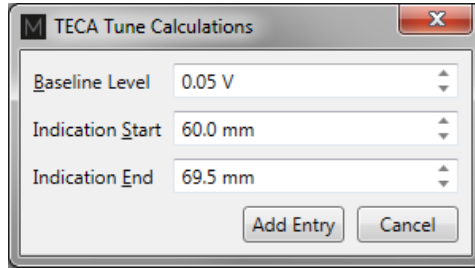 M TECA Tune Calculations
Baseline Level 0.05 V
Indication Start 60.0 mm
Indication End 69.5 mm
Add Entry Cancel